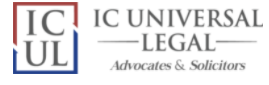 IC
UL
IC UNIVERSAL
LEGAL
Advocates & Solicitors